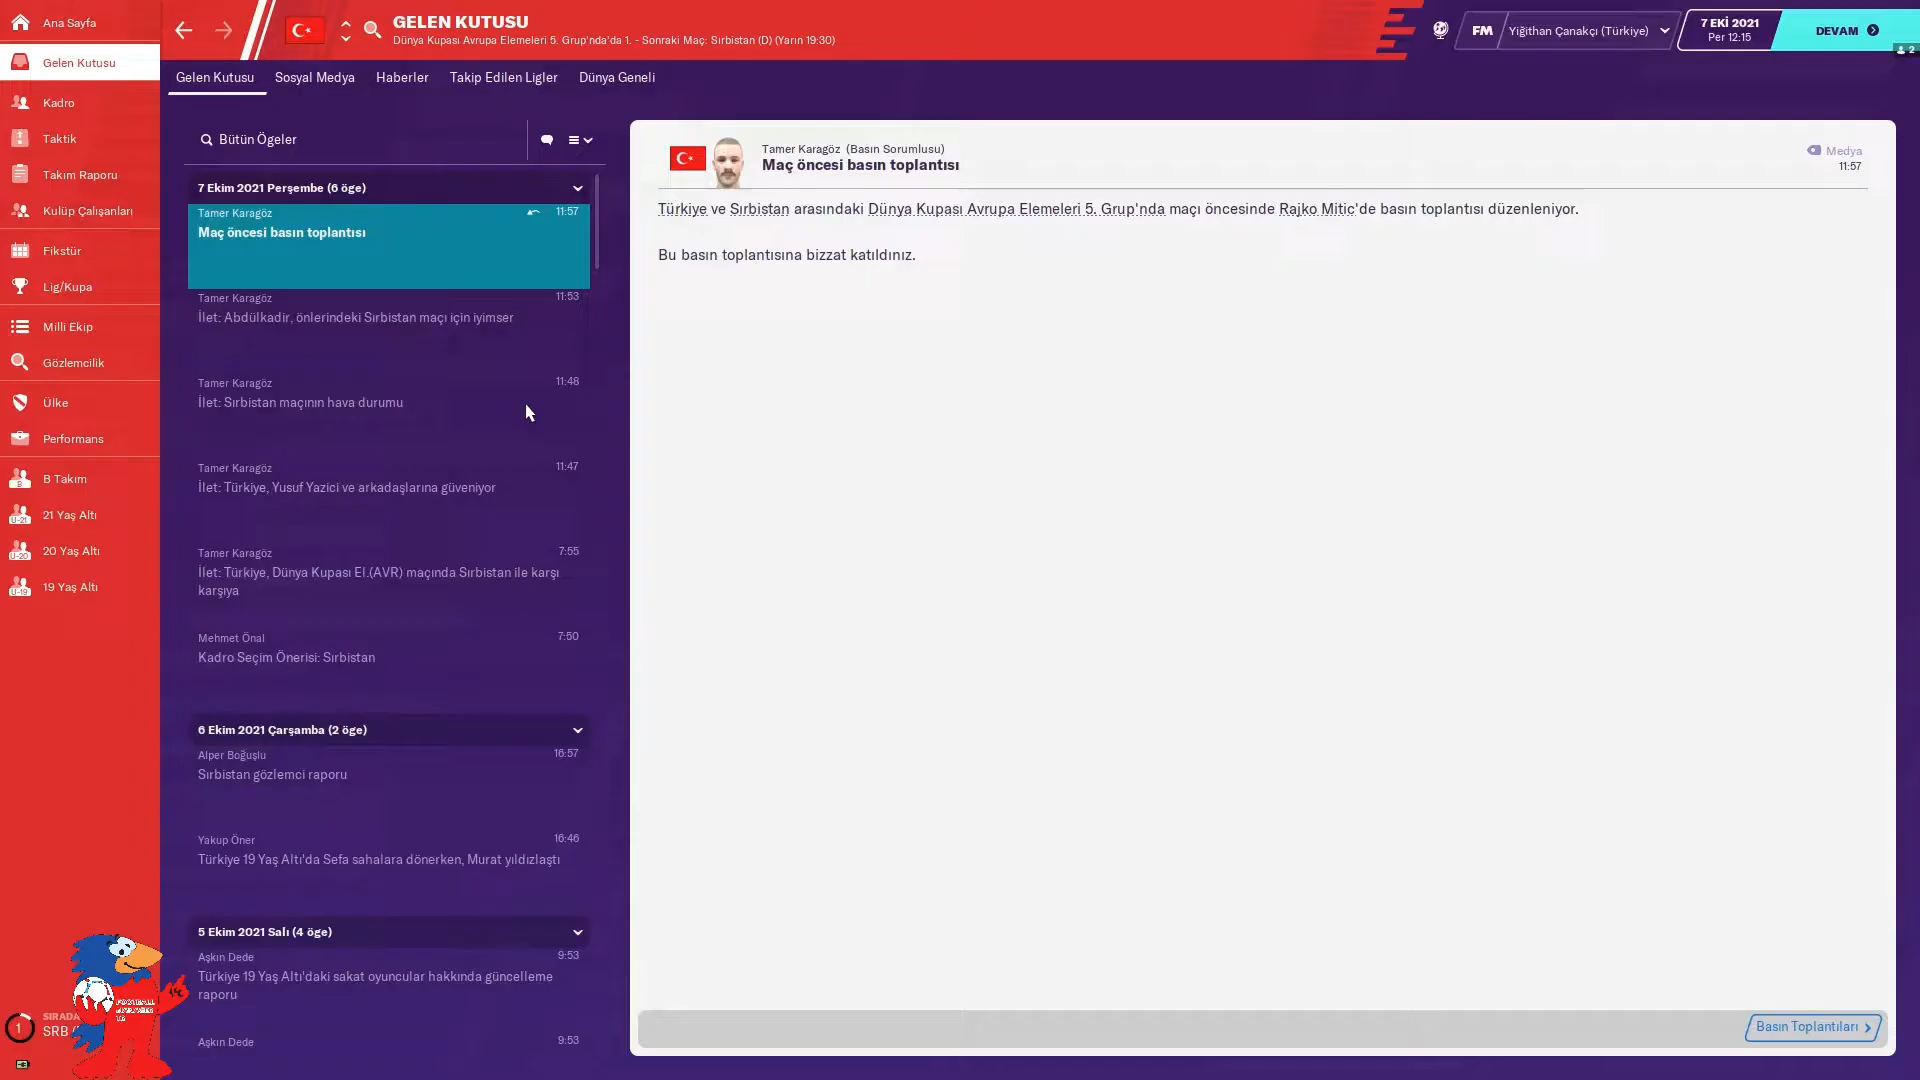 Ana Sayfa
Gelen Kutusu
Kadro
Taktik
Takım Raporu
Kulüp Çalışanları
Fikstür
Lig/Kupa
Milli Ekip
Gözlemcilik
Ülke
Performans
B Takım
21 Yaş Altı
20 Yaş Altı
19 Yaş Altı
SIRADA
SRB
1
GELEN KUTUSU
Dünya Kupası Avrupa Elemeleri 5. Grup'nda'da 1. - Sonraki Maç: Sırbistan (D) (Yarın 19:30)
FM
Yiğithan Çanakçı (Türkiye)
7 EKİ 2021
Per 12:15
DEVAM
2
Gelen Kutusu
Sosyal Medya
Haberler
Takip Edilen Ligler
Dünya Geneli
Bütün Ögeler
7 Ekim 2021 Perşembe (6 öge)
Tamer Karagöz 11:57
Maç öncesi basın toplantısı
Tamer Karagöz 11:53
İlet: Abdülkadir, önlerindeki Sırbistan maçı için iyimser
Tamer Karagöz 11:48
İlet: Sırbistan maçının hava durumu
Tamer Karagöz 11:47
İlet: Türkiye, Yusuf Yazici ve arkadaşlarına güveniyor
Tamer Karagöz 7:55
İlet: Türkiye, Dünya Kupası El.(AVR) maçında Sırbistan ile karşı
karşıya
Mehmet Önal 7:50
Kadro Seçim Önerisi: Sırbistan
6 Ekim 2021 Çarşamba (2 öge)
Alper Boğuşlu 16:57
Sırbistan gözlemci raporu
Yakup Öner 16:46
Türkiye 19 Yaş Altı'da Sefa sahalara dönerken, Murat yıldızlaştı
5 Ekim 2021 Salı (4 öge)
Aşkın Dede 9:53
Türkiye 19 Yaş Altı'daki sakat oyuncular hakkında güncelleme
raporu
Aşkın Dede 9:53
Tamer Karagöz (Basın Sorumlusu)
Maç öncesi basın toplantısı
Medya
11:57
Türkiye ve Sırbistan arasındaki Dünya Kupası Avrupa Elemeleri 5. Grup'nda maçı öncesinde Rajko Mitic'de basın toplantısı düzenleniyor.
Bu basın toplantısına bizzat katıldınız.
Basın Toplantıları